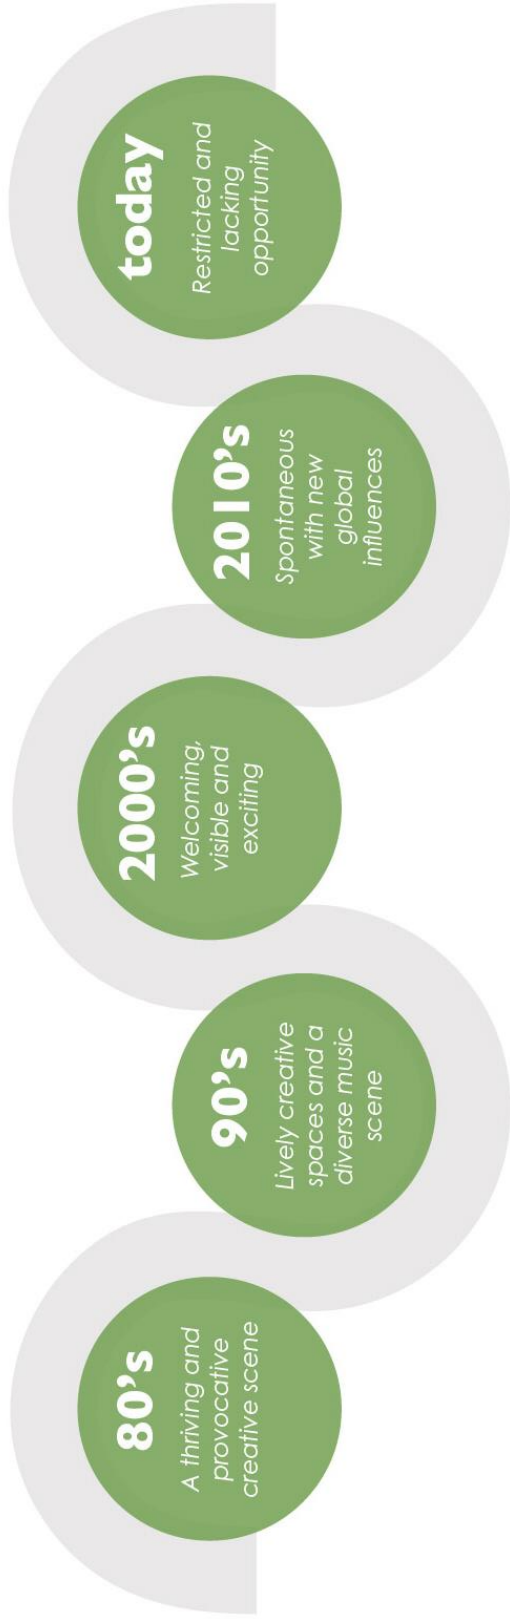 80's
A thriving and
provocative
creative scene
90's
Lively creative
spaces and a
diverse music
scene
2000's
Welcoming,
visible and
exciting
2010's
Spontaneous
with new
global
influences
today
Restricted and
lacking
opportunity